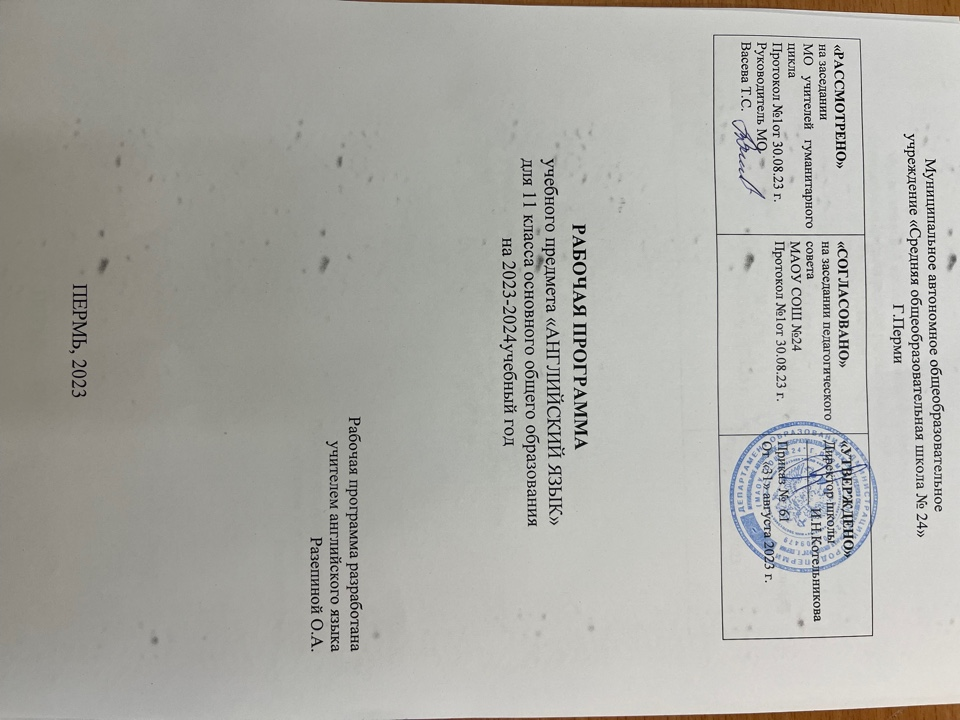 Муниципальное автономное общеобразовательное
учреждение «Средняя общеобразовательная школа № 24»
Г.Перми
«РАССМОТРЕНО»
на заседании
МО учителей гуманитарного
цикла
Протокол №1от 30.08.23 г.
Руководитель МО
Васева Т.С.
«СОГЛАСОВАНО»
на заседании педагогического
совета
МАОУ СОШ №24
Протокол №1от 30.08.23 г.
«УТВЕРЖДЕНО»
Директор школы
И.Н.Котельникова
Приказ № 61
От «31» августа 2023 г.
РАБОЧАЯ ПРОГРАММА
учебного предмета «АНГЛИЙСКИЙ ЯЗЫК»
для 11 класса основного общего образования
на 2023-2024учебный год
Рабочая программа разработана
учителем английского языка
Разепиной О.А.
ПЕРМЬ, 2023